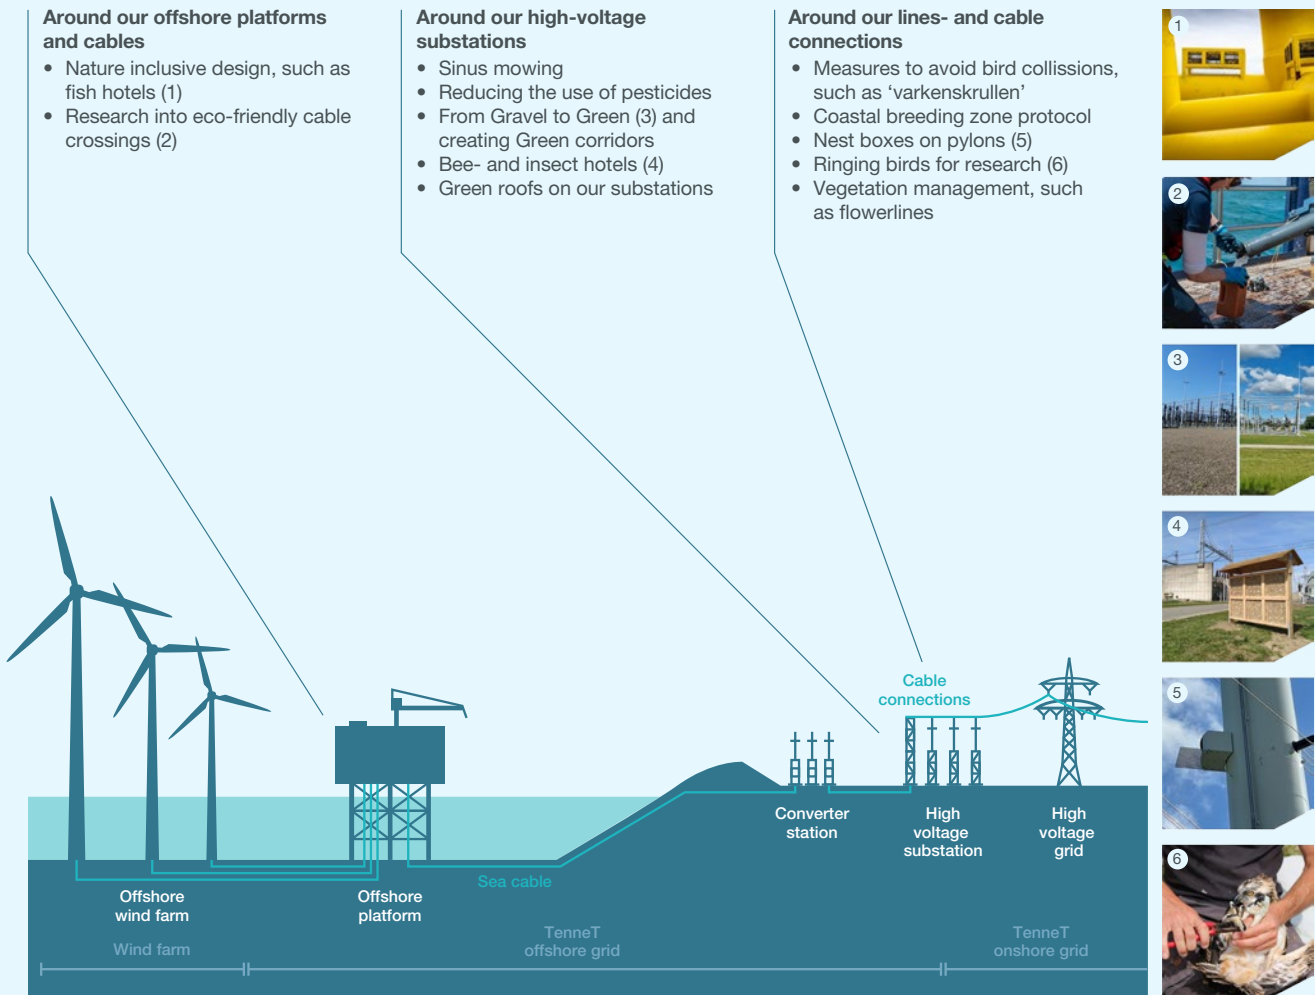 Around our offshore platforms
and cables
• Nature inclusive design, such as
fish hotels (1)
• Research into eco-friendly cable
crossings (2)
Around our high-voltage
substations
• Sinus mowing
• Reducing the use of pesticides
• From Gravel to Green (3) and
creating Green corridors
• Bee- and insect hotels (4)
• Green roofs on our substations
Around our lines- and cable
connections
• Measures to avoid bird collissions,
such as ‘varkenskrullen’
• Coastal breeding zone protocol
• Nest boxes on pylons (5)
• Ringing birds for research (6)
• Vegetation management, such
as flowerlines
1
2
3
4
5
6
Cable
connections
Converter
station
High
voltage
substation
High
voltage
grid
Sea cable
Offshore
wind farm
Offshore
platform
Wind farm
TenneT
offshore grid
TenneT
onshore grid